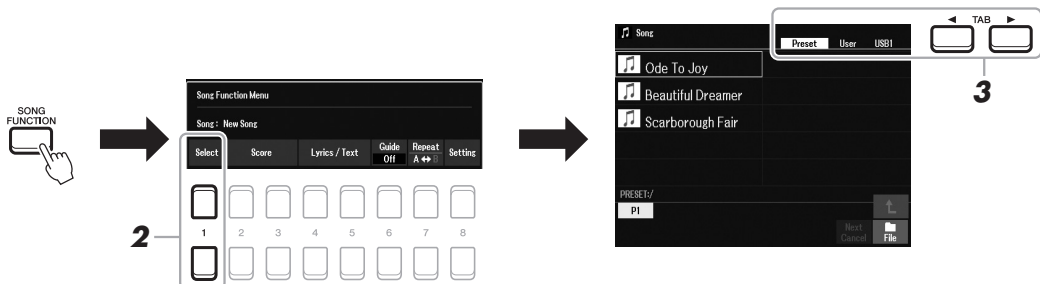 SONG
FUNCTION
Song Function Menu
Song : New Song
Select Score Lyrics / Text Guide Off Repeat A ↔ B Setting
1 2 3 4 5 6 7 8
2
Song
Preset User USB1
Ode To Joy
Beautiful Dreamer
Scarborough Fair
PRESET:/
P1
Next
Cancel
File
◄ TAB ►
3